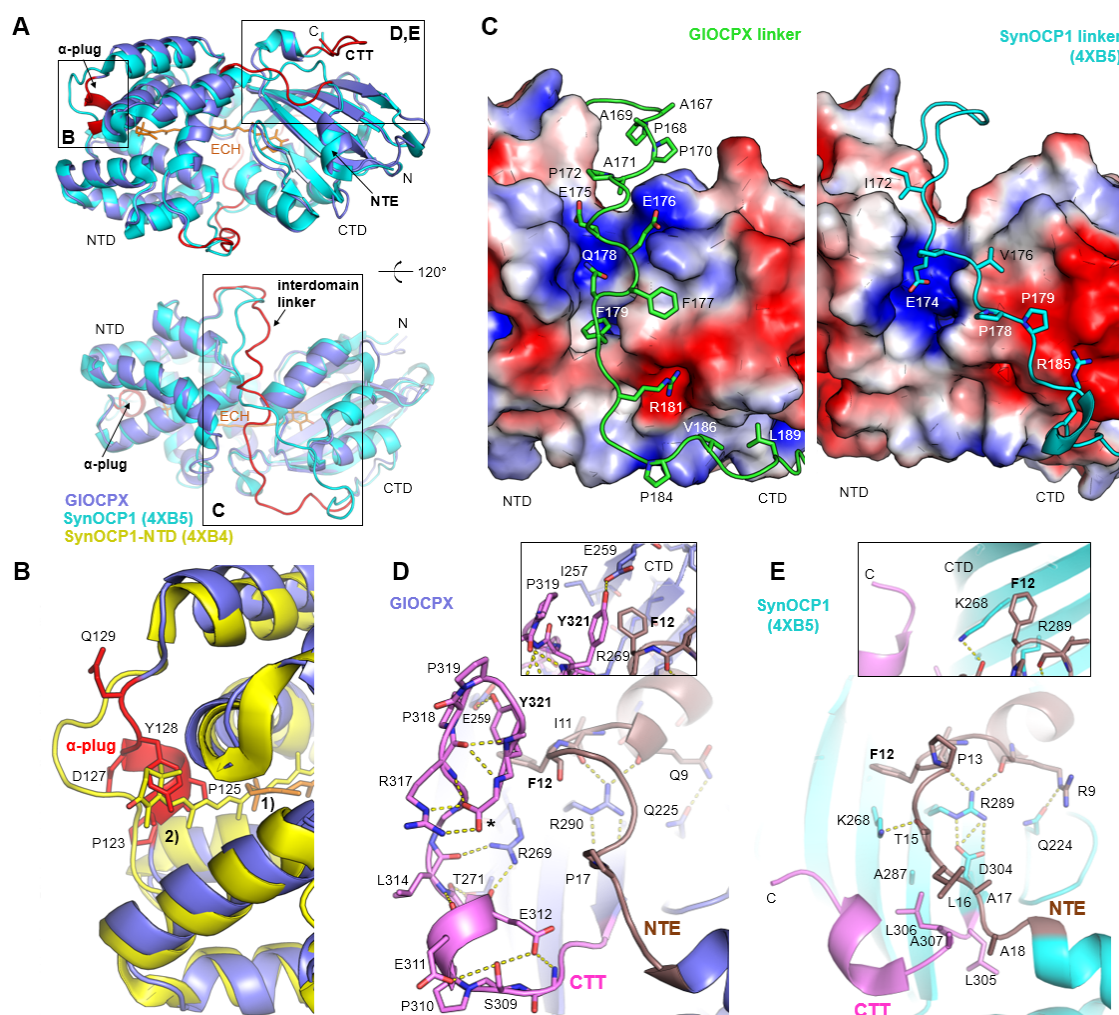 A
α-plug
D,E
C
CTT
B
ECH
N
NTE
NTD
CTD
120°
interdomain
linker
NTD
N
ECH
α-plug
CTD
C
GlOCPX
SynOCP1 (4XB5)
SynOCP1-NTD (4XB4)
C
GlOCPX linker
A167
A169
P168
P170
A171
P172
E175
E176
Q178
F177
F179
R181
V186
L189
P184
NTD
CTD
SynOCP1 linker
(4XB5)
I172
V176
E174
P179
P178
R185
NTD
CTD
B
Q129
Y128
α-plug
D127
P125
1)
P123
2)
D
GlOCPX
E259
CTD
I257
P319
Y321
F12
R269
P319
Y321
P318
E259
I11
R317
F12
Q9
*
R290
Q225
R269
L314
T271
P17
E312
NTE
E311
CTT
S309
P310
E
SynOCP1
(4XB5)
C
CTD
F12
K268
R289
F12
P13
R289
R9
K268
T15
Q224
D304
A287
L16
A17
C
NTE
L306
A307
A18
L305
CTT